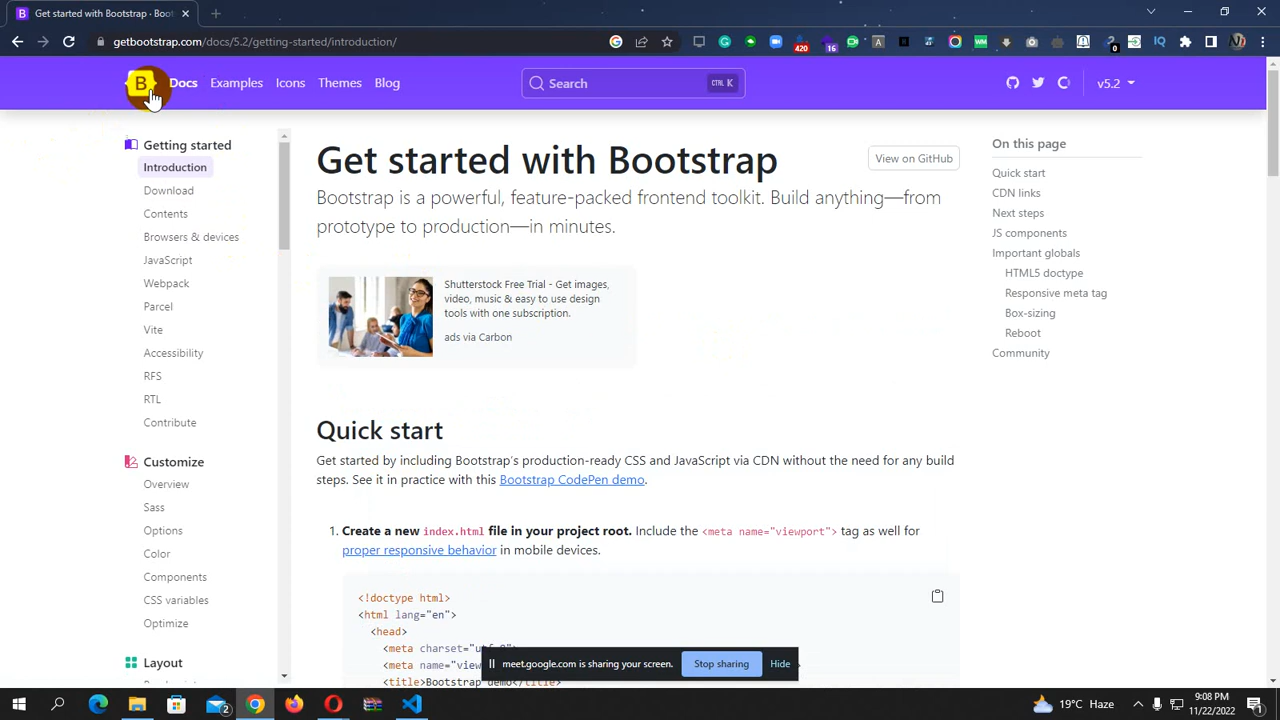 Get started with Bootstrap · Boo
getbootstrap.com/docs/5.2/getting-started/introduction/
420
16
WM
A
IQ
0
B
Docs
Examples
Icons
Themes
Blog
Search
CTRL K
v5.2
Getting started
Introduction
Download
Contents
Browsers & devices
JavaScript
Webpack
Parcel
Vite
Accessibility
RFS
RTL
Contribute
Customize
Overview
Sass
Options
Color
Components
CSS variables
Optimize
Layout
Get started with Bootstrap
View on GitHub
Bootstrap is a powerful, feature-packed frontend toolkit. Build anything—from
prototype to production—in minutes.
Shutterstock Free Trial - Get images,
video, music & easy to use design
tools with one subscription.
ads via Carbon
Quick start
Get started by including Bootstrap's production-ready CSS and JavaScript via CDN without the need for any build
steps. See it in practice with this Bootstrap CodePen demo.
1. Create a new index.html file in your project root. Include the <meta name="viewport"> tag as well for
proper responsive behavior in mobile devices.
<!doctype html>
<html lang="en">
<head>
<meta charset="utf-8">
<meta name="view
<title>Bootstrap demo</title>
On this page
Quick start
CDN links
Next steps
JS components
Important globals
HTML5 doctype
Responsive meta tag
Box-sizing
Reboot
Community
meet.google.com is sharing your screen.
Stop sharing
Hide
2
19°C Haze
9:08 PM
11/22/2022